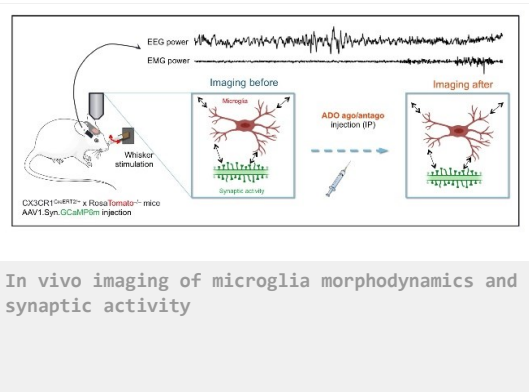 EEG power
EMG power
Imaging before
Imaging after
Microglia
ADO ago/antago
injection (IP)
Whisker
stimulation
Synaptic activity
CX3CR1CreERT2/+ x RosaTomato-/- mice
AAV1.Syn.GCaMP6m injection
In vivo imaging of microglia morphodynamics and
synaptic activity